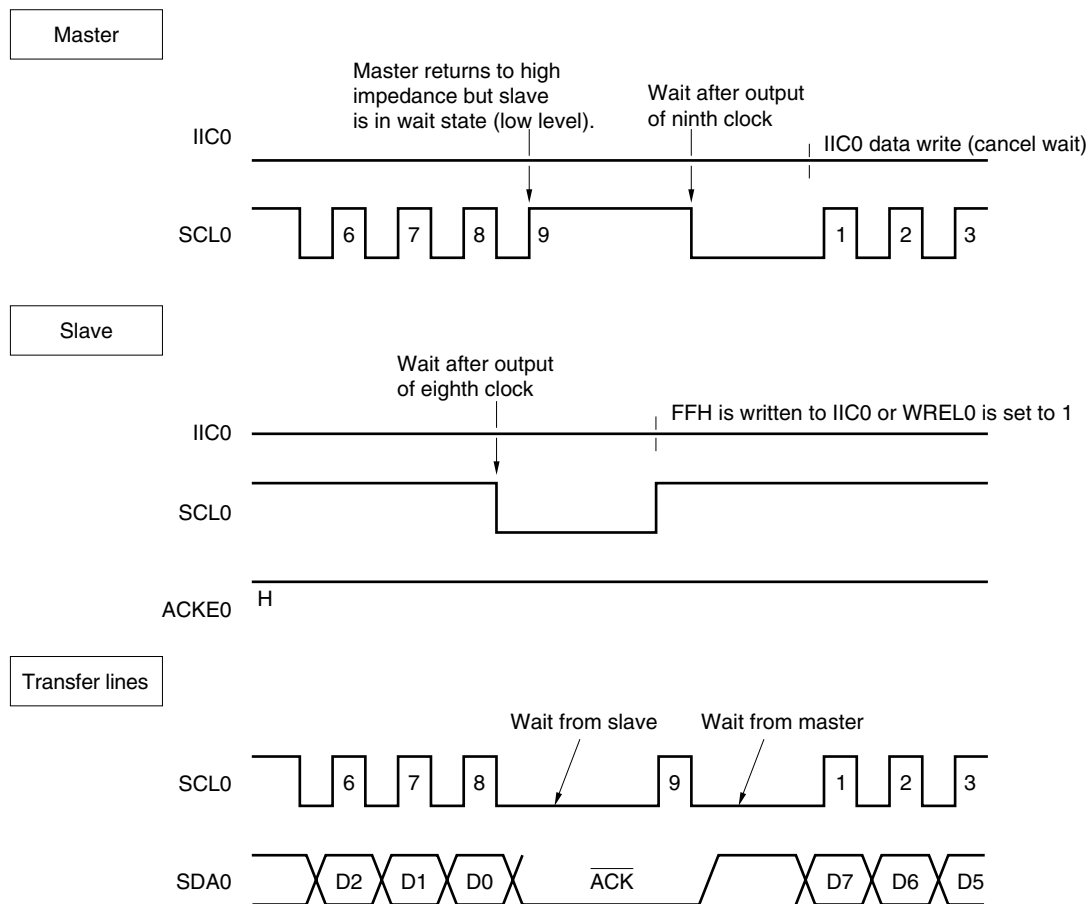 Master
Master returns to high
impedance but slave
is in wait state (low level).
Wait after output
of ninth clock
IIC0
IIC0 data write (cancel wait)
SCL0
6 7 8 9 1 2 3
Slave
Wait after output
of eighth clock
FFH is written to IIC0 or WREL0 is set to 1
IIC0
SCL0
H
ACKE0
Transfer lines
Wait from slave
Wait from master
SCL0
6 7 8 9 1 2 3
SDA0
D2 D1 D0 ACK D7 D6 D5